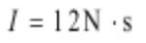 I = 12N · s